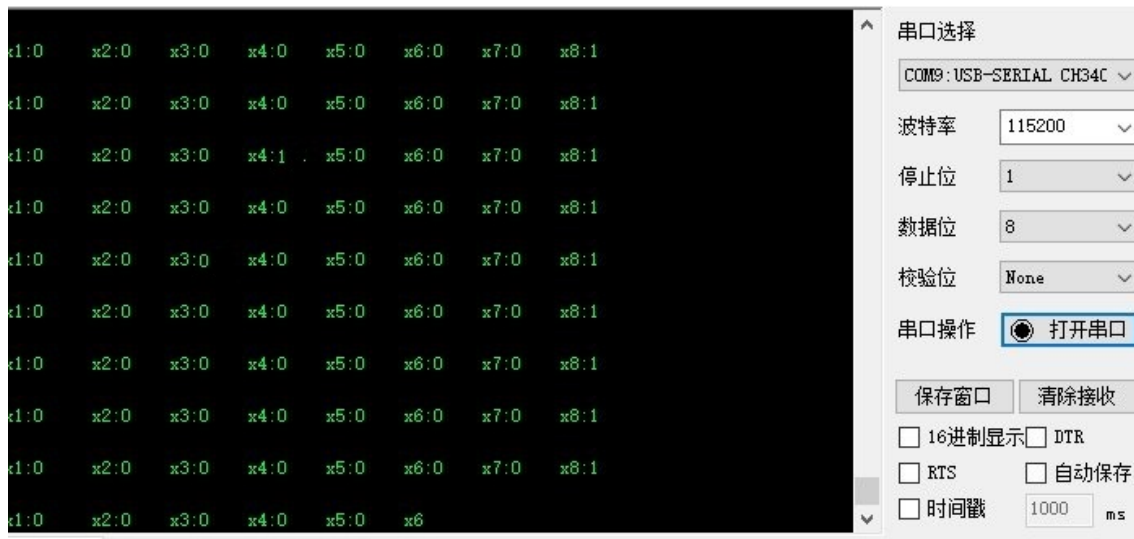 x1:0 x2:0 x3:0 x4:0 x5:0 x6:0 x7:0 x8:1
x1:0 x2:0 x3:0 x4:0 x5:0 x6:0 x7:0 x8:1
x1:0 x2:0 x3:0 x4:1 . x5:0 x6:0 x7:0 x8:1
x1:0 x2:0 x3:0 x4:0 x5:0 x6:0 x7:0 x8:1
x1:0 x2:0 x3:0 x4:0 x5:0 x6:0 x7:0 x8:1
x1:0 x2:0 x3:0 x4:0 x5:0 x6:0 x7:0 x8:1
x1:0 x2:0 x3:0 x4:0 x5:0 x6:0 x7:0 x8:1
x1:0 x2:0 x3:0 x4:0 x5:0 x6:0 x7:0 x8:1
x1:0 x2:0 x3:0 x4:0 x5:0 x6:0 x7:0 x8:1
x1:0 x2:0 x3:0 x4:0 x5:0 x6
串口选择
COM9:USB-SERIAL CH340
波特率 115200
停止位 1
数据位 8
校验位 None
串口操作 打开串口
保存窗口 清除接收
16进制显示 DTR
RTS 自动保存
时间戳 1000 ms